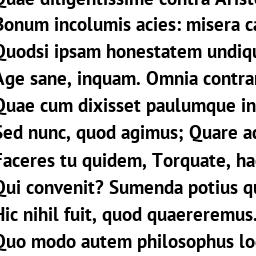 Quae diligentissime contra Aristo
Bonum incolumis acies: misera ca
Quodsi ipsam honestatem undiqu
Age sane, inquam. Omnia contrar
Quae cum dixisset paulumque in
Sed nunc, quod agimus; Quare ad
Faceres tu quidem, Torquate, ha
Qui convenit? Sumenda potius qu
Hic nihil fuit, quod quaereremus.
Quo modo autem philosophus lo